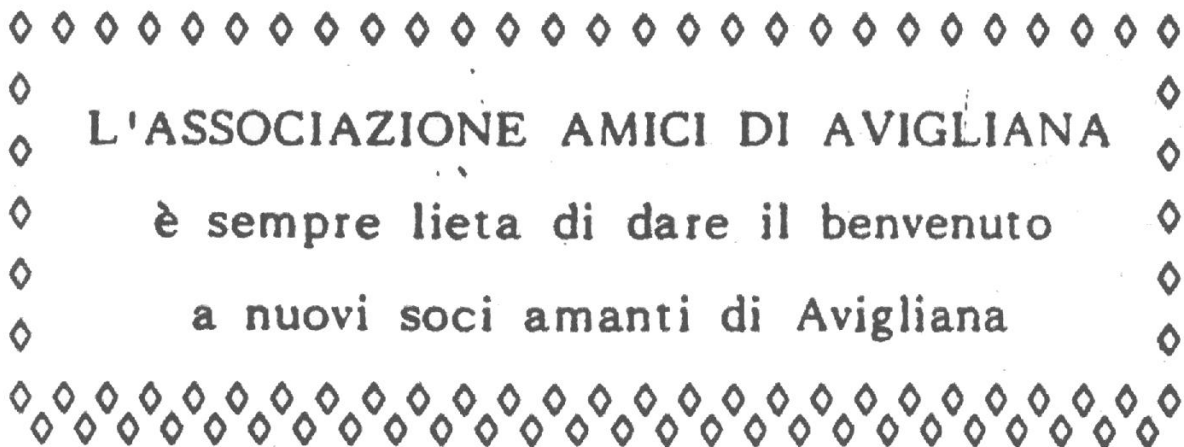 L'ASSOCIAZIONE AMICI DI AVIGLIANA
è sempre lieta di dare il benvenuto
a nuovi soci amanti di Avigliana